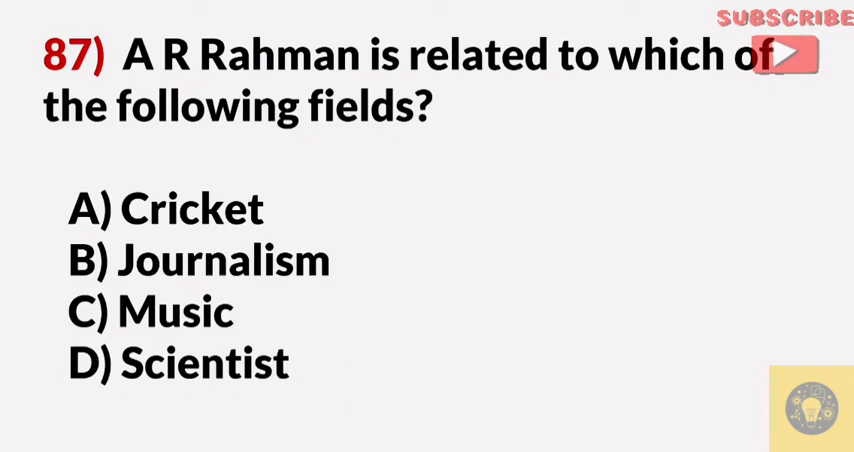 SUBSCRIBE
87) A R Rahman is related to which of
the following fields?
A) Cricket
B) Journalism
C) Music
D) Scientist